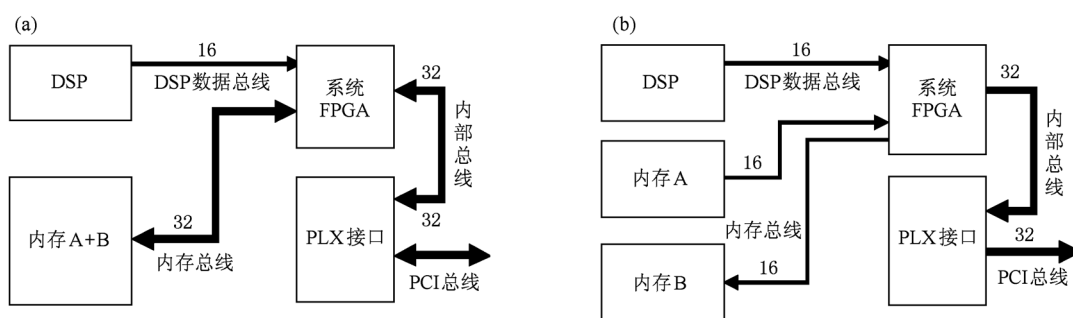 (a)
DSP
16
DSP数据总线
系统
FPGA
32
内部总线
32
内存A+B
32
内存总线
PLX接口
PCI总线
(b)
DSP
16
DSP数据总线
系统
FPGA
32
内部总线
内存A
16
内存总线
内存B
16
PLX接口
32
PCI总线